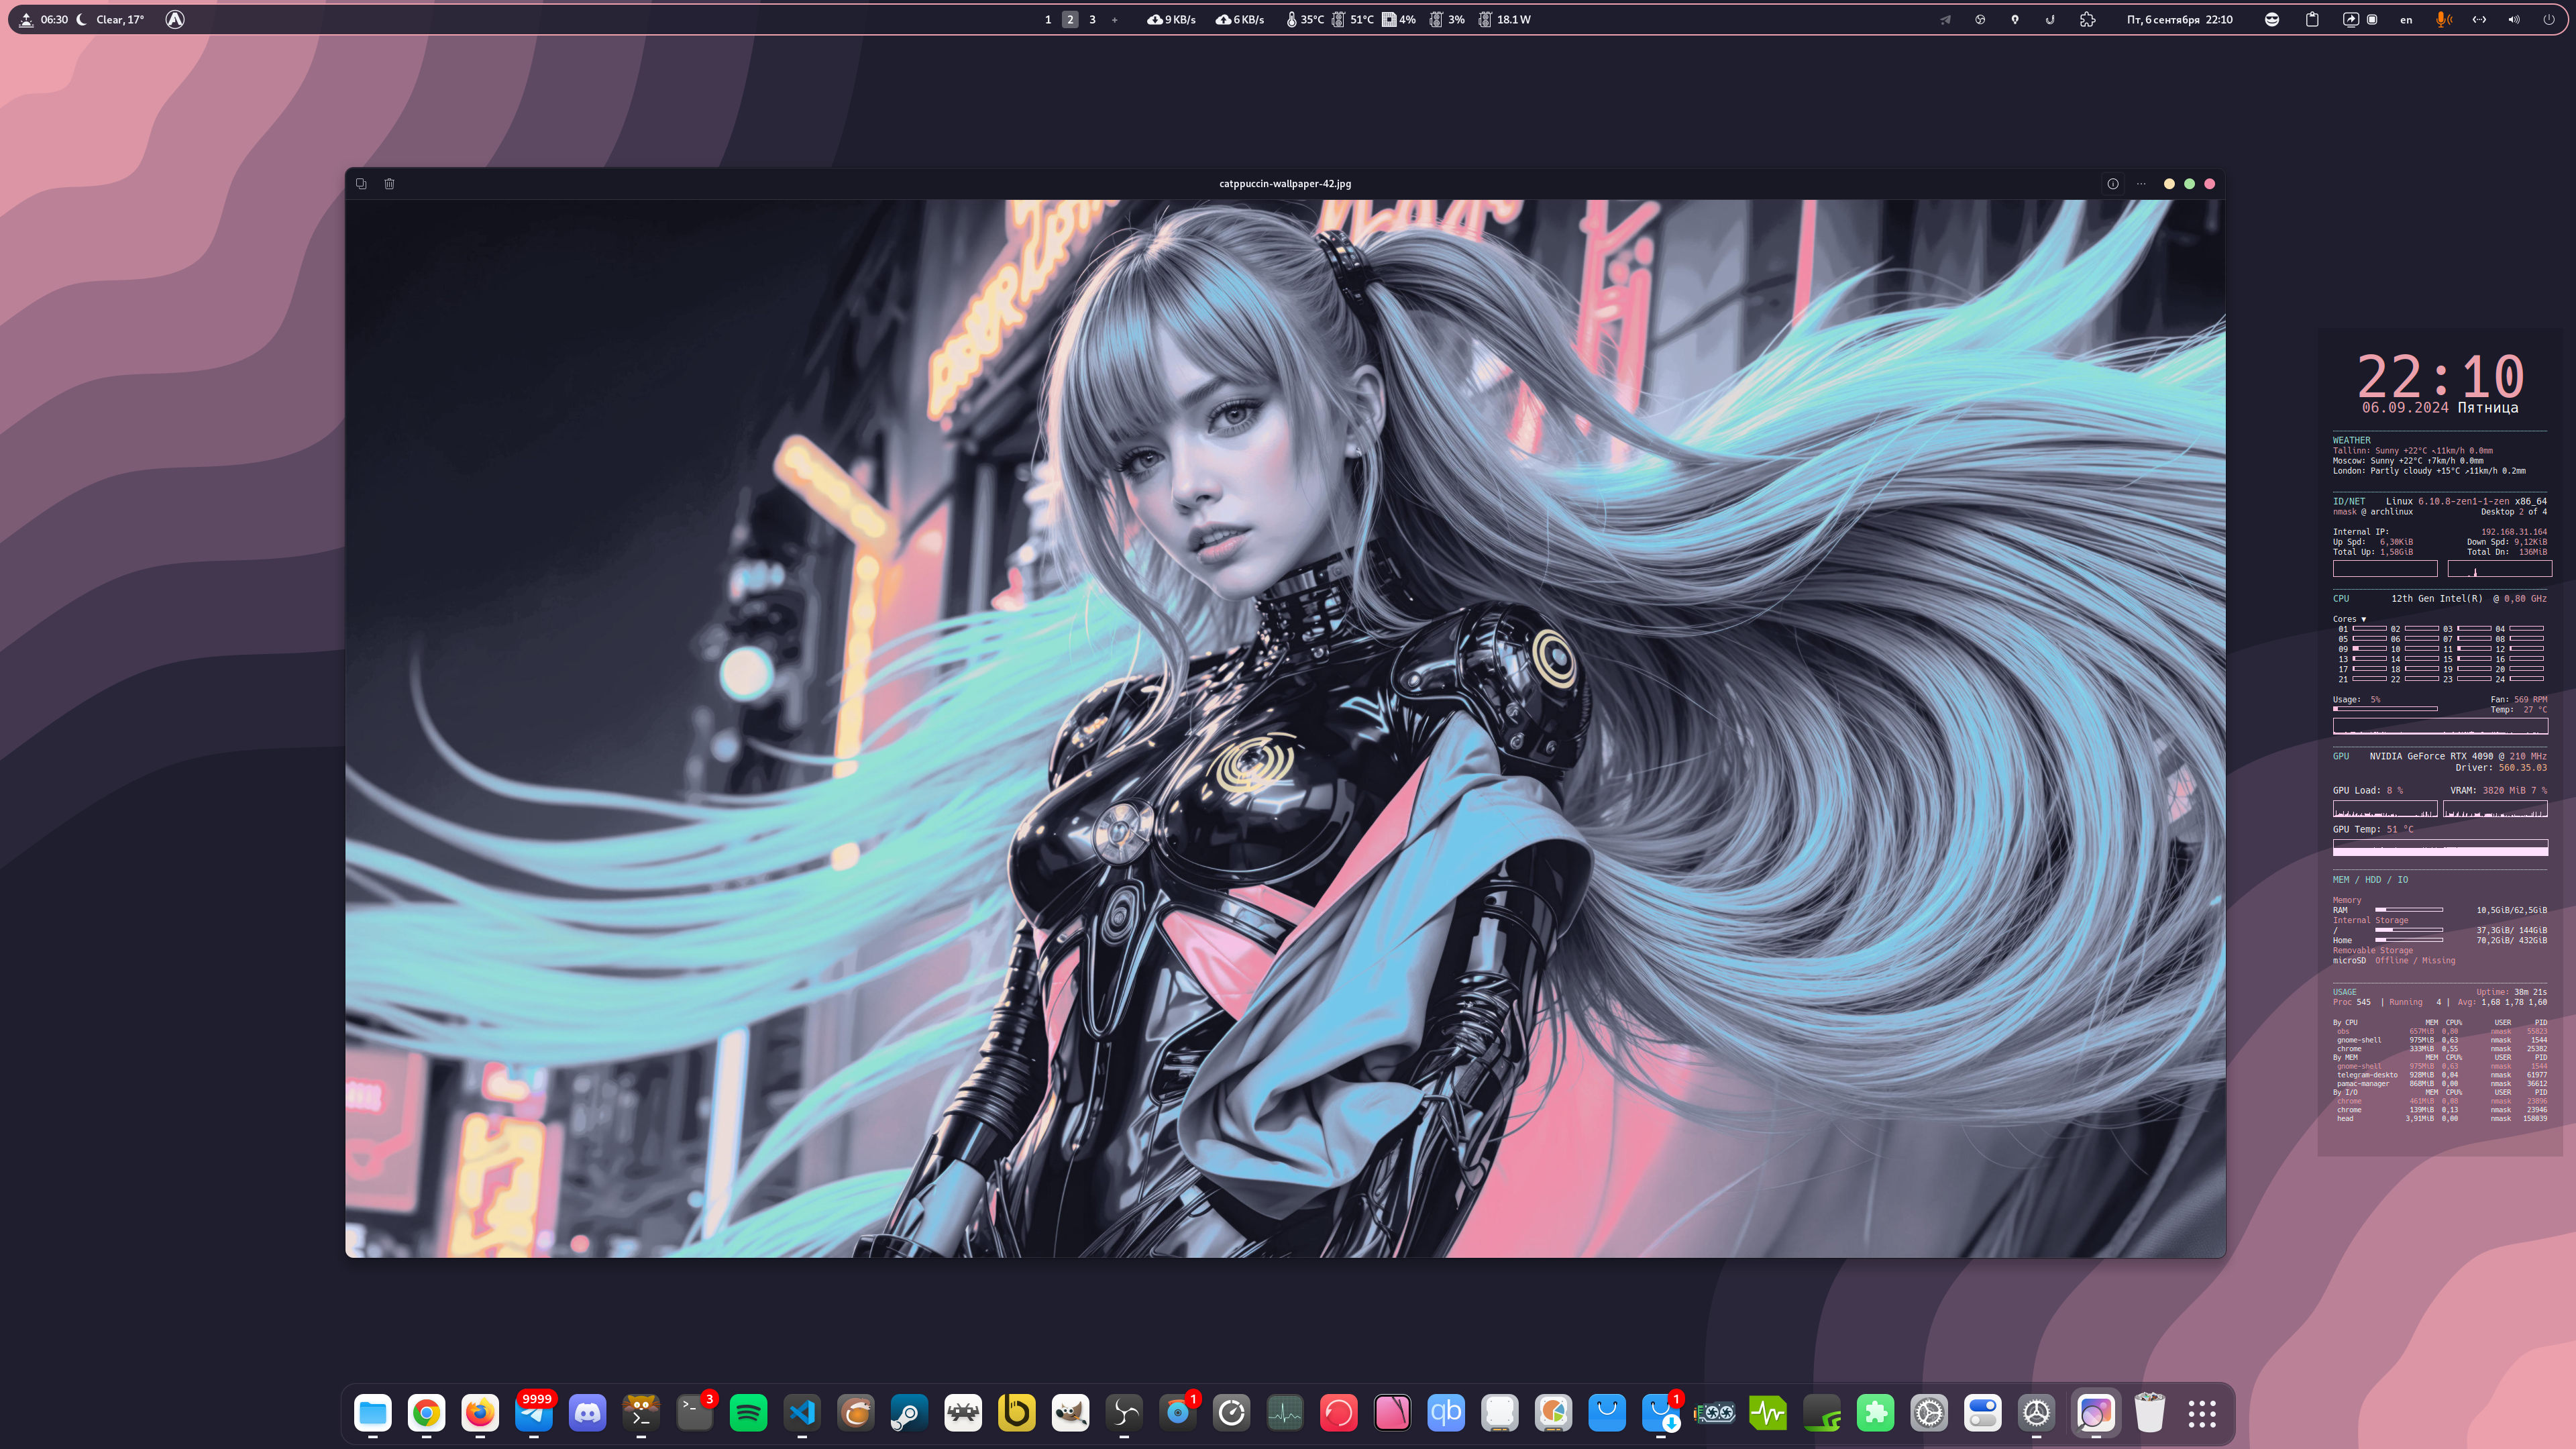 06:30 Clear, 17°
1 2 3 + 9 KB/s 6 KB/s 35°C 51°C 4% 3% 18.1 W
Пт, 6 сентября 22:10 en
catppuccin-wallpaper-42.jpg
22:10
06.09.2024 Пятница
WEATHER
Tallinn: Sunny +22°C ↖11km/h 0.0mm
Moscow: Sunny +22°C ↑7km/h 0.0mm
London: Partly cloudy +15°C ↗11km/h 0.2mm
ID/NET Linux 6.10.8-zen1-1-zen x86_64
nmask @ archlinux Desktop 2 of 4
Internal IP: 192.168.31.164
Up Spd: 6,30KiB Down Spd: 9,12KiB
Total Up: 1,58GiB Total Dn: 136MiB
CPU 12th Gen Intel(R) @ 0,80 GHz
Cores ▼
01 02 03 04
05 06 07 08
09 10 11 12
13 14 15 16
17 18 19 20
21 22 23 24
Usage: 5% Fan: 569 RPM
Temp: 27 °C
GPU NVIDIA GeForce RTX 4090 @ 210 MHz
Driver: 560.35.03
GPU Load: 8 % VRAM: 3820 MiB 7 %
GPU Temp: 51 °C
MEM / HDD / IO
Memory
RAM 10,5GiB/62,5GiB
Internal Storage
/ 37,3GiB/ 144GiB
Home 70,2GiB/ 432GiB
Removable Storage
microSD Offline / Missing
USAGE Uptime: 38m 21s
Proc 545 | Running 4 | Avg: 1,68 1,78 1,60
By CPU MEM CPU% USER PID
obs 657MiB 0,80 nmask 55823
gnome-shell 975MiB 0,63 nmask 1544
chrome 333MiB 0,55 nmask 25382
By MEM MEM CPU% USER PID
gnome-shell 975MiB 0,63 nmask 1544
telegram-deskto 928MiB 0,04 nmask 61977
pamac-manager 868MiB 0,00 nmask 36612
By I/O MEM CPU% USER PID
chrome 461MiB 0,08 nmask 23896
chrome 139MiB 0,13 nmask 23946
head 3,91MiB 0,00 nmask 158039
9999 3 1 1
qb